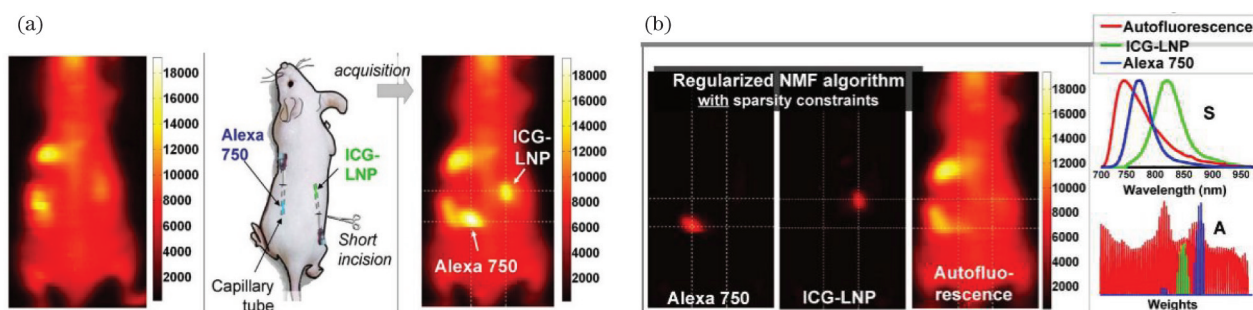 (a)
18000
16000
14000
12000
10000
8000
6000
4000
2000
acquisition
Alexa
750
ICG-
LNP
Short
incision
Capillary
tube
ICG-
LNP
Alexa 750
18000
16000
14000
12000
10000
8000
6000
4000
2000
(b)
Regularized NMF algorithm
with sparsity constraints
Alexa 750
ICG-LNP
Autofluo-
rescence
18000
16000
14000
12000
10000
8000
6000
4000
2000
Autofluorescence
ICG-LNP
Alexa 750
S
700 750 800 850 900 950
Wavelength (nm)
A
Weights